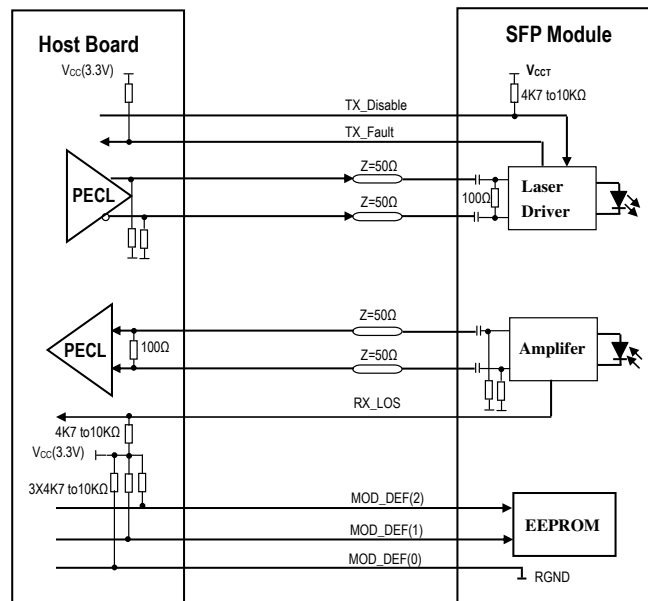 Host Board
SFP Module
VCC(3.3V)
VCCT
4K7 to10KΩ
TX_Disable
TX_Fault
PECL
Z=50Ω
Z=50Ω
100Ω
Laser
Driver
PECL
100Ω
Z=50Ω
Z=50Ω
Amplifer
RX_LOS
4K7 to10KΩ
VCC(3.3V)
3X4K7 to10KΩ
MOD_DEF(2)
MOD_DEF(1)
EEPROM
MOD_DEF(0)
RGND